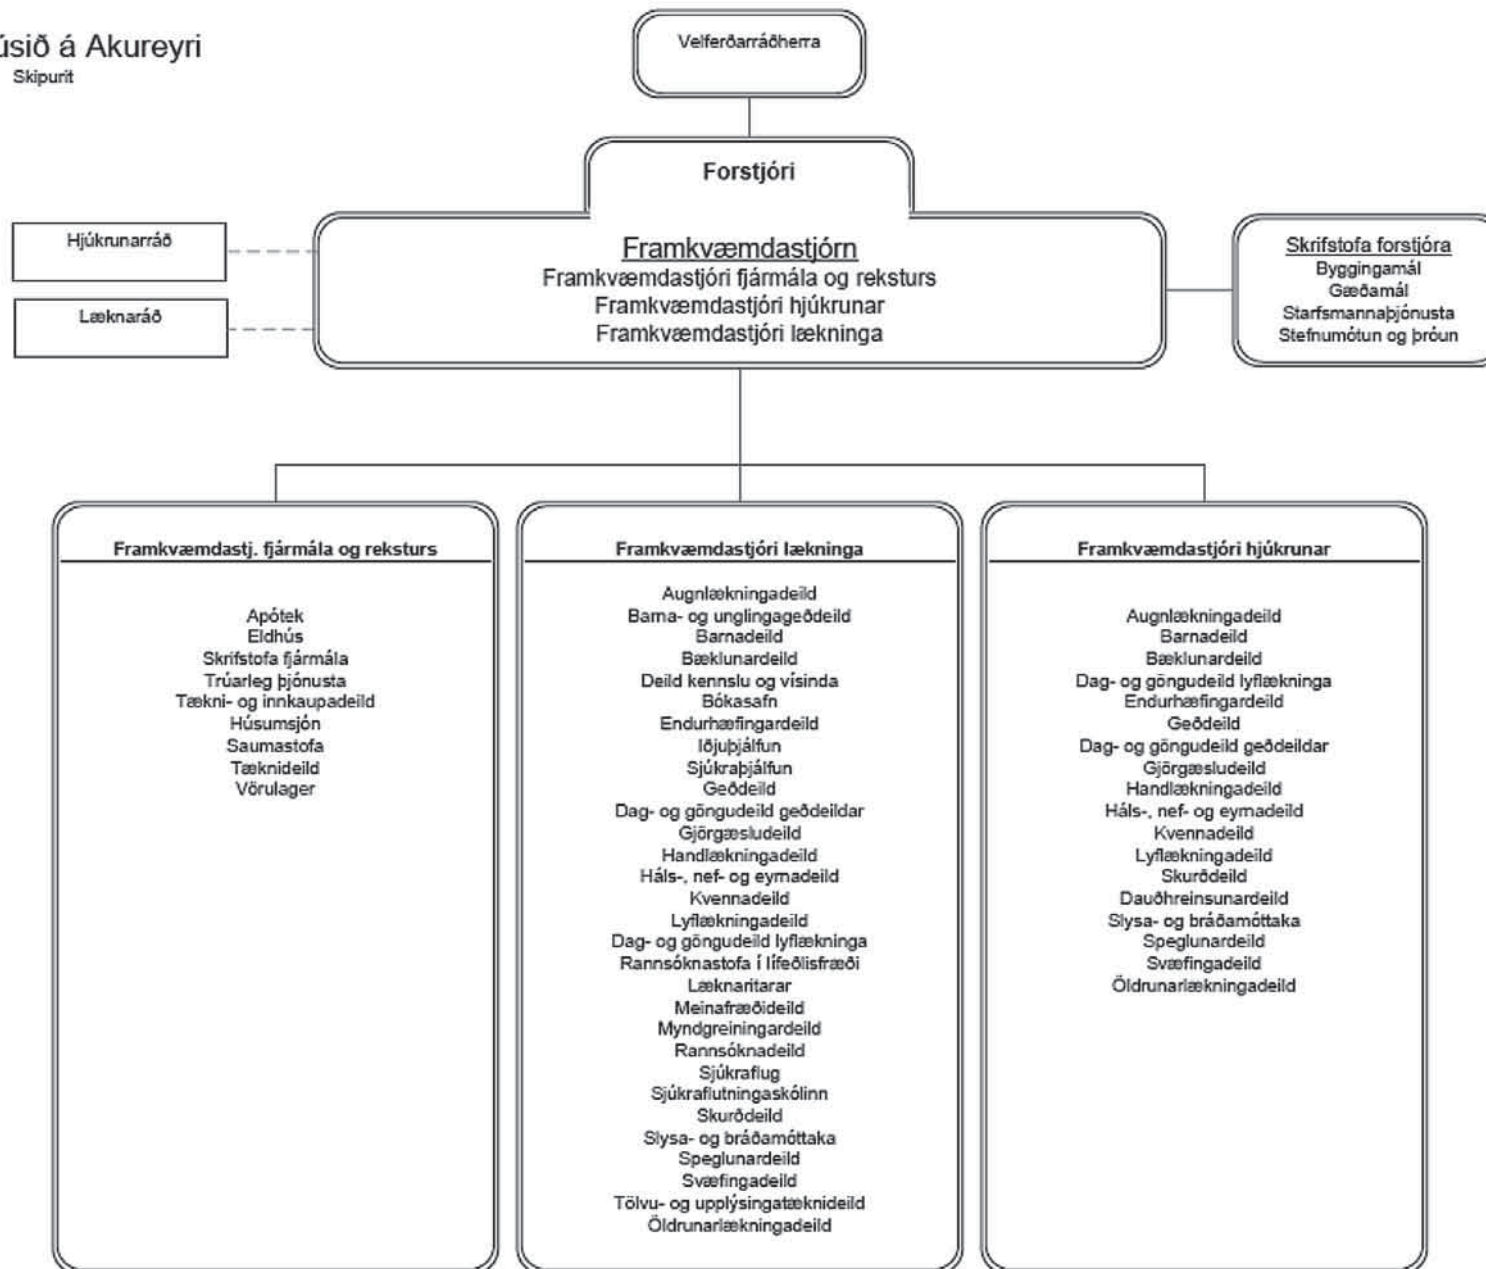 á Akureyri
Skipurit
Velferðarráðherra
Forstjóri
Hjúkrunarráð
Læknaráð
Framkvæmdastjórn
Framkvæmdastjóri fjármála og reksturs
Framkvæmdastjóri hjúkrunar
Framkvæmdastjóri lækninga
Skrifstofa forstjóra
Byggingamál
Gæðamál
Starfsmannaþjónusta
Stefnumótun og þróun
Framkvæmdastj. fjármála og reksturs
Apótek
Eldhús
Skrifstofa fjármála
Trúarleg þjónusta
Tækni- og innkaupadeild
Húsumsjón
Saumastofa
Tæknideild
Vörulager
Framkvæmdastjóri lækninga
Augnlækningadeild
Barna- og unglingageðdeild
Barnadeild
Bæklunardeild
Deild kennslu og vísinda
Bókasafn
Endurhæfingardeild
Iðjuþjálfun
Sjúkraþjálfun
Geðdeild
Dag- og göngudeild geðdeildar
Gjörgæsludeild
Handlækningadeild
Háls-, nef- og eyrnadeild
Kvennadeild
Lyflækningadeild
Dag- og göngudeild lyflækninga
Rannsóknastofa í lífeðlisfræði
Læknaritarar
Meinafræðideild
Myndgreiningardeild
Rannsóknadeild
Sjúkraflug
Sjúkraflutningaskólinn
Skurðdeild
Slysa- og bráðamóttaka
Speglunardeild
Svæfingadeild
Tölvu- og upplýsingatæknideild
Öldrunarlækningadeild
Framkvæmdastjóri hjúkrunar
Augnlækningadeild
Barnadeild
Bæklunardeild
Dag- og göngudeild lyflækninga
Endurhæfingardeild
Geðdeild
Dag- og göngudeild geðdeildar
Gjörgæsludeild
Handlækningadeild
Háls-, nef- og eyrnadeild
Kvennadeild
Lyflækningadeild
Skurðdeild
Dauðhreinsunardeild
Slysa- og bráðamóttaka
Speglunardeild
Svæfingadeild
Öldrunarlækningadeild